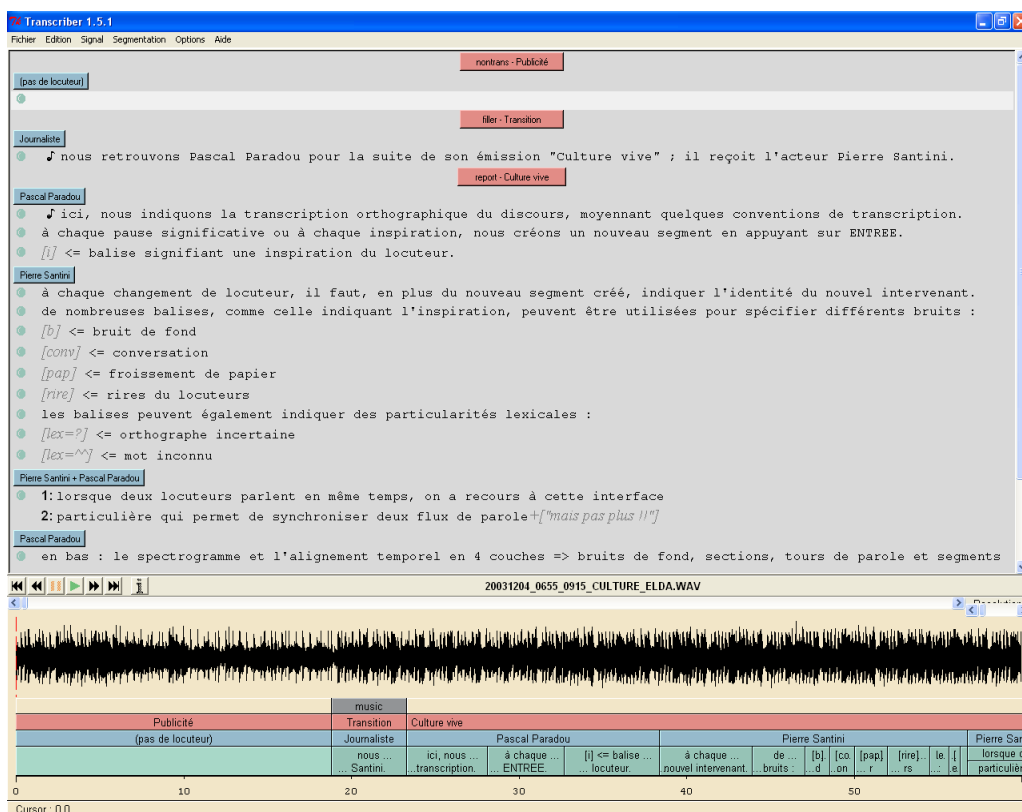 Transcriber 1.5.1
Fichier Edition Signal Segmentation Options Aide
nontrans - Publicité
(pas de locuteur)
filler - Transition
Journaliste
♪ nous retrouvons Pascal Paradou pour la suite de son émission "Culture vive" ; il reçoit l'acteur Pierre Santini.
report - Culture vive
Pascal Paradou
♪ ici, nous indiquons la transcription orthographique du discours, moyennant quelques conventions de transcription.
à chaque pause significative ou à chaque inspiration, nous créons un nouveau segment en appuyant sur ENTREE.
[i] <= balise signifiant une inspiration du locuteur.
Pierre Santini
à chaque changement de locuteur, il faut, en plus du nouveau segment créé, indiquer l'identité du nouvel intervenant.
de nombreuses balises, comme celle indiquant l'inspiration, peuvent être utilisées pour spécifier différents bruits :
[b] <= bruit de fond
[conv] <= conversation
[pap] <= froissement de papier
[rire] <= rires du locuteurs
les balises peuvent également indiquer des particularités lexicales :
[lex=?] <= orthographe incertaine
[lex=^^] <= mot inconnu
Pierre Santini + Pascal Paradou
1: lorsque deux locuteurs parlent en même temps, on a recours à cette interface
2: particulière qui permet de synchroniser deux flux de parole +["mais pas plus !!"]
Pascal Paradou
en bas : le spectrogramme et l'alignement temporel en 4 couches => bruits de fond, sections, tours de parole et segments
i 20031204_0655_0915_CULTURE_ELDA.WAV
music
Publicité Transition Culture vive
(pas de locuteur) Journaliste Pascal Paradou Pierre Santini Pierre San
nous ... ici, nous ... à chaque ... [i] <= balise ... à chaque ... de ... [b]. [co. [pap] [rire]... le. .[ lorsque d
... Santini. ...transcription. ... ENTREE. ... locuteur. ...nouvel intervenant. ...bruits : ...d ..on ... r ... rs ...: .e particulière
0 10 20 30 40 50
Cursor : 0.0